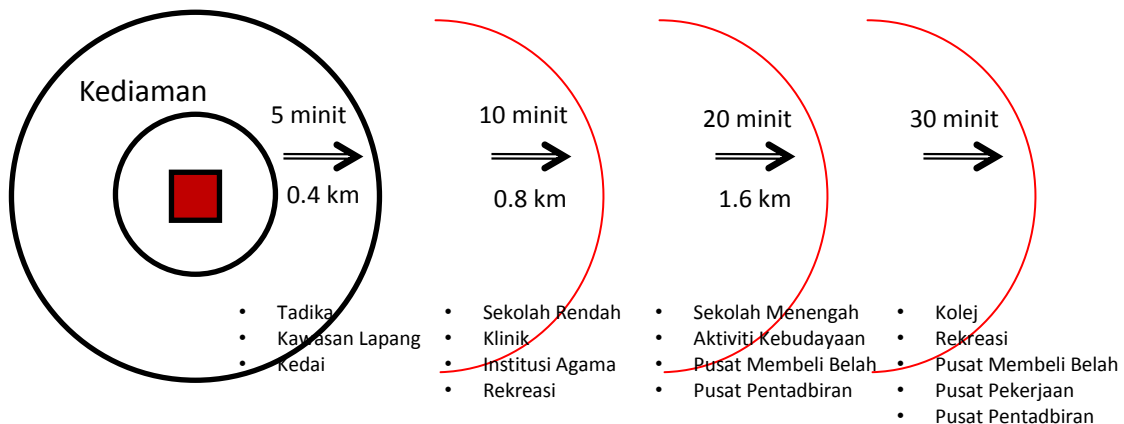 Kediaman
5 minit
0.4 km
10 minit
0.8 km
20 minit
1.6 km
30 minit
• Tadika
• Kawasan Lapang
• Kedai
• Sekolah Rendah
• Klinik
• Institusi Agama
• Rekreasi
• Sekolah Menengah
• Aktiviti Kebudayaan
• Pusat Membeli Belah
• Pusat Pentadbiran
• Kolej
• Rekreasi
• Pusat Membeli Belah
• Pusat Pekerjaan
• Pusat Pentadbiran